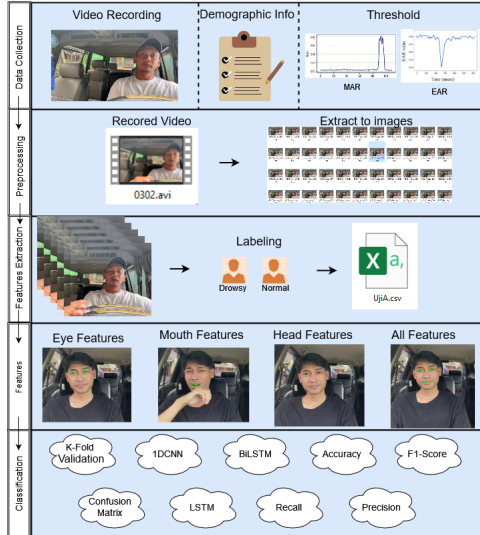 Data Collection
Video Recording
Demographic Info
Threshold
MAR
EAR
Preprocessing
Recored Video
Extract to images
0302.avi
Features Extraction
Labeling
Drowsy
Normal
X a,
UjiA.csv
Features
Eye Features
Mouth Features
Head Features
All Features
Classification
K-Fold
Validation
1DCNN
BiLSTM
Accuracy
F1-Score
Confusion
Matrix
LSTM
Recall
Precision